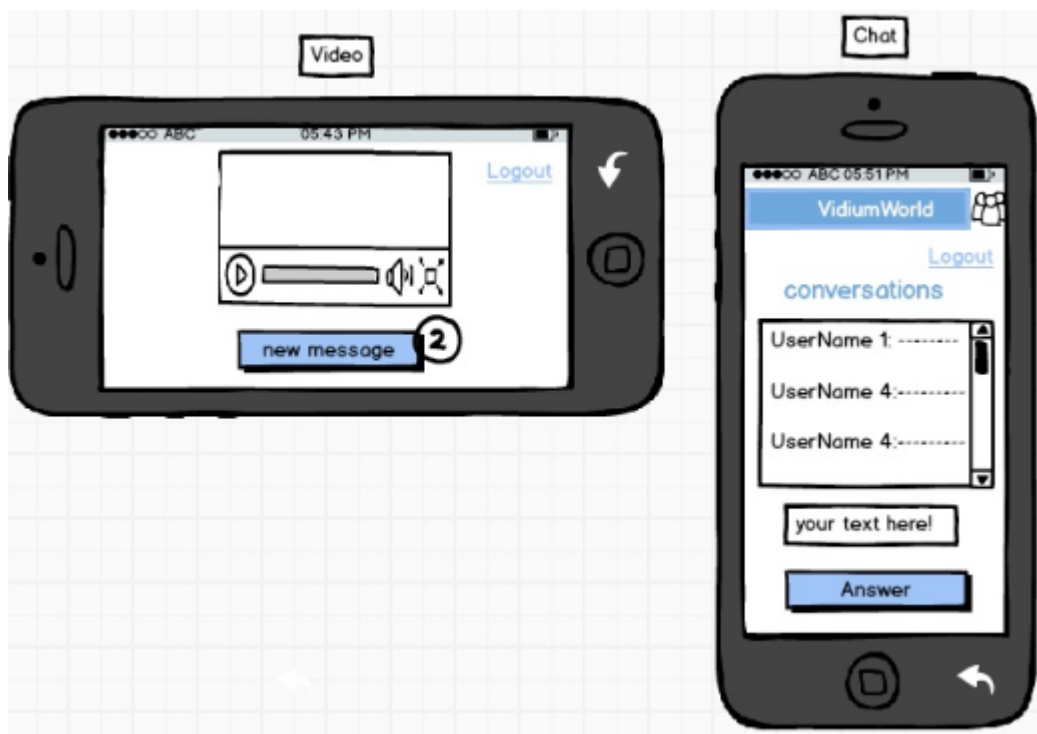 Video
ABC 05:43 PM
Logout
new message 2
Chat
ABC 05:51 PM
VidiumWorld
Logout
conversations
UserName 1: -------
UserName 4:---------
UserName 4:---------
your text here!
Answer